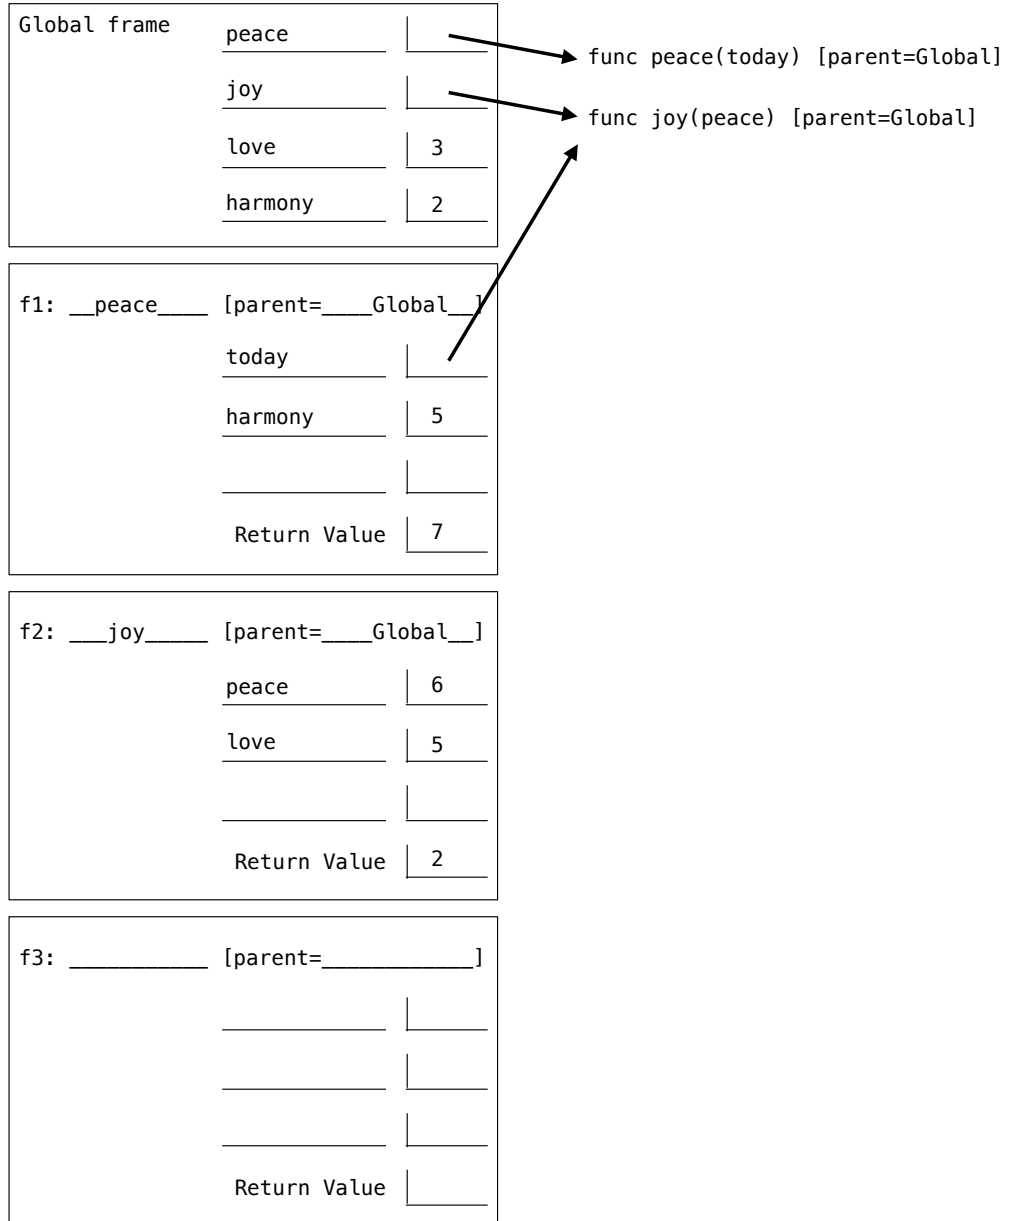 Global frame
peace
func peace(today) [parent=Global]
joy
func joy(peace) [parent=Global]
love 3
harmony 2
f1: __peace____ [parent=____Global__]
today
harmony 5
Return Value 7
f2: ___joy_____ [parent=____Global__]
peace 6
love 5
Return Value 2
f3: ___________ [parent=____________]
Return Value